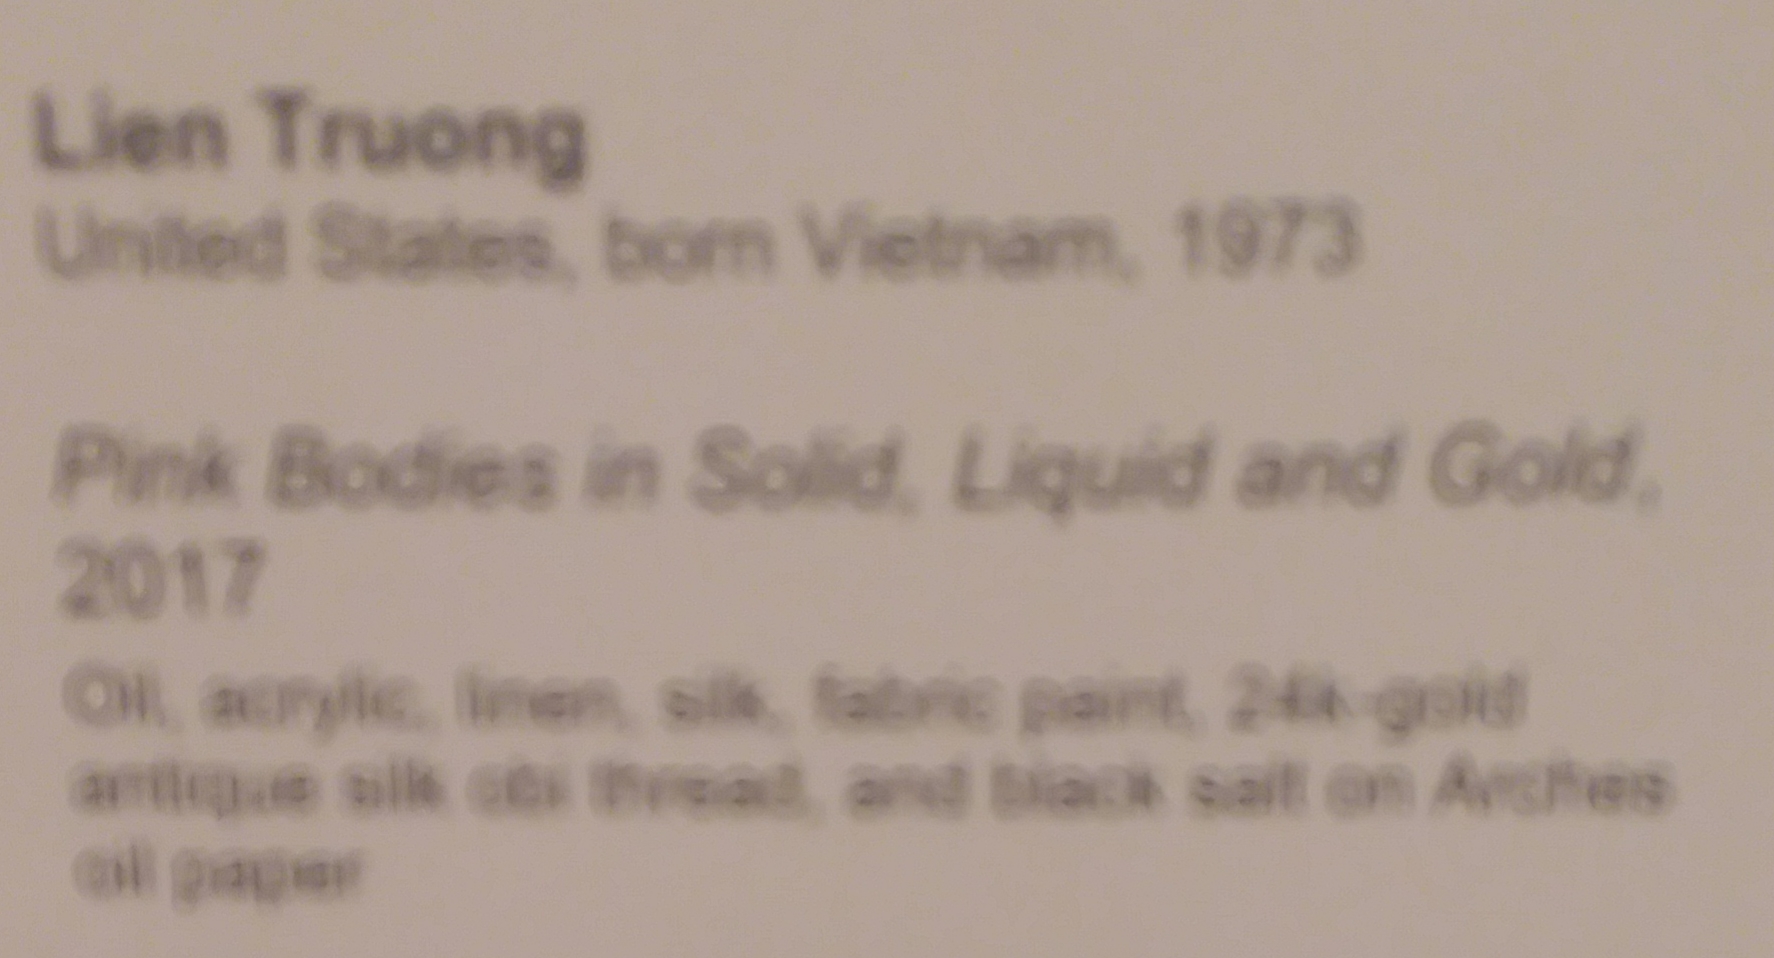 Lien Truong
United States, born Vietnam, 1973
Pink Bodies in Solid, Liquid and Gold,
2017
Oil, acrylic, linen, silk, fabric paint, 24k-gold
antique silk obi thread, and black salt on Arches
oil paper